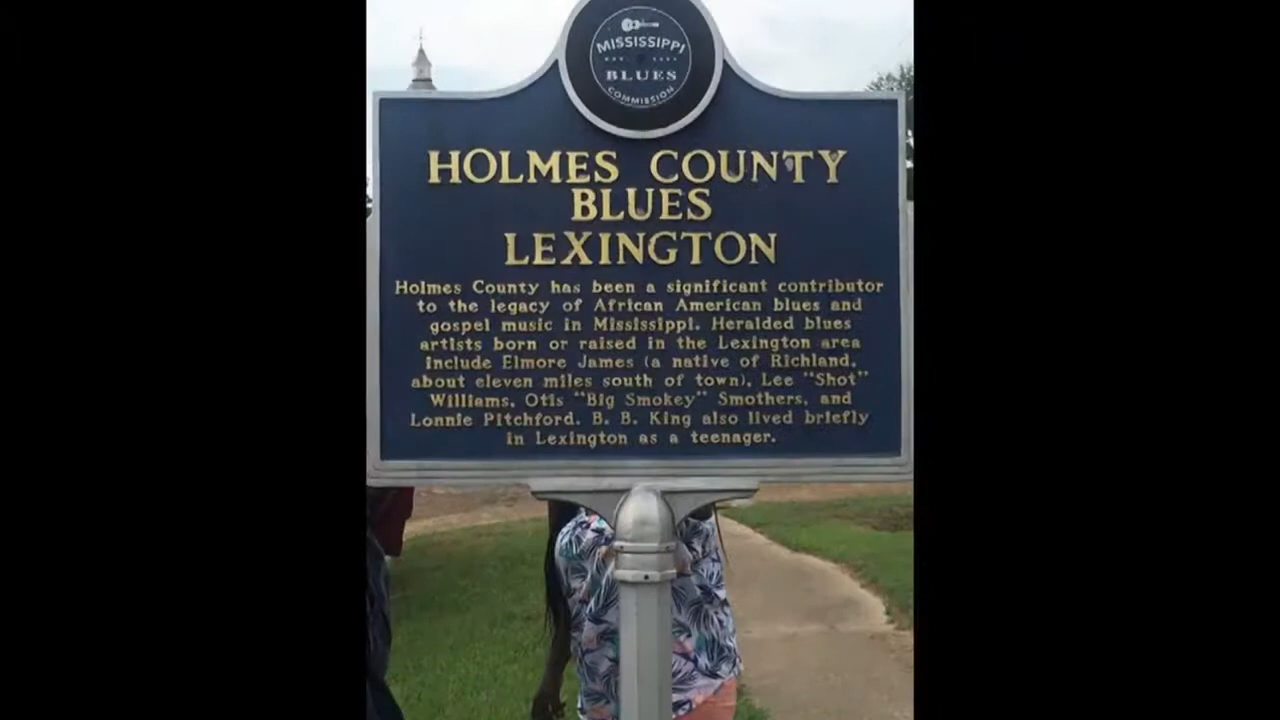 MISSISSIPPI
BLUES
COMMISSION
HOLMES COUNTY
BLUES
LEXINGTON
Holmes County has been a significant contributor
to the legacy of African American blues and
gospel music in Mississippi. Heralded blues
artists born or raised in the Lexington area
include Elmore James (a native of Richland,
about eleven miles south of town), Lee "Shot"
Williams, Otis "Big Smokey" Smothers, and
Lonnie Pitchford. B. B. King also lived briefly
in Lexington as a teenager.